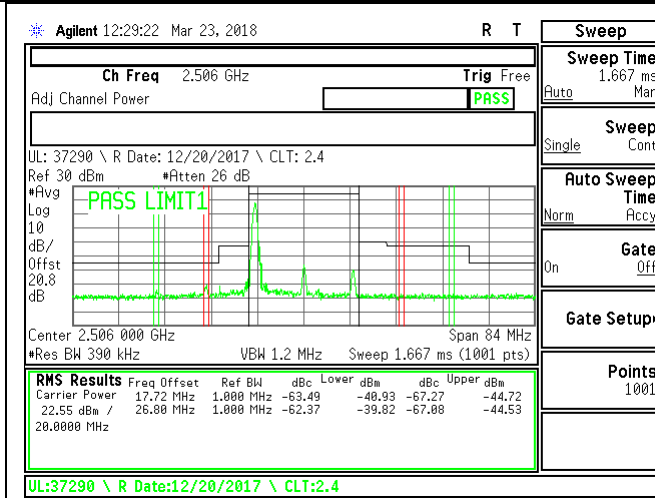 Agilent 12:29:22 Mar 23, 2018 R T
Ch Freq 2.506 GHz Trig Free
Adj Channel Power PASS
UL: 37290 \ R Date: 12/20/2017 \ CLT: 2.4
Ref 30 dBm #Atten 26 dB
#Avg
Log
10
dB/
Offst
20.8
dB
PASS LIMIT1
Center 2.506 000 GHz Span 84 MHz
#Res BW 390 kHz VBW 1.2 MHz Sweep 1.667 ms (1001 pts)
RMS Results Freq Offset Ref BW dBc Lower dBm dBc Upper dBm
Carrier Power 17.72 MHz 1.000 MHz -63.49 -40.93 -67.27 -44.72
22.55 dBm / 26.80 MHz 1.000 MHz -62.37 -39.82 -67.08 -44.53
20.0000 MHz
UL:37290 \ R Date:12/20/2017 \ CLT:2.4
Sweep
Sweep Time
1.667 ms
Auto Man
Sweep
Single Cont
Auto Sweep
Time
Norm Accy
Gate
On Off
Gate Setup
Points
1001